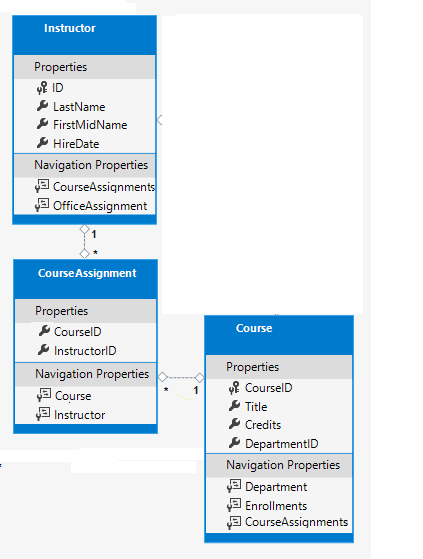 Instructor
Properties
ID
LastName
FirstMidName
HireDate
Navigation Properties
CourseAssignments
OfficeAssignment
1
*
CourseAssignment
Properties
CourseID
InstructorID
Navigation Properties
Course
Instructor
* 1
Course
Properties
CourseID
Title
Credits
DepartmentID
Navigation Properties
Department
Enrollments
CourseAssignments
*